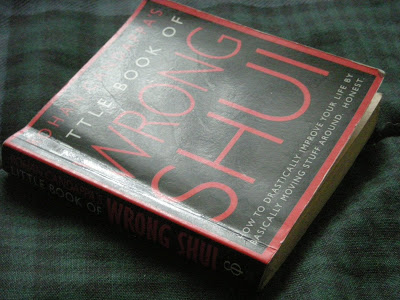 LITTLE BOOK OF
WRONG
SHUI
HOW TO DRASTICALLY IMPROVE YOUR LIFE BY
BASICALLY MOVING STUFF AROUND. HONEST.
LITTLE BOOK OF WRONG SHUI